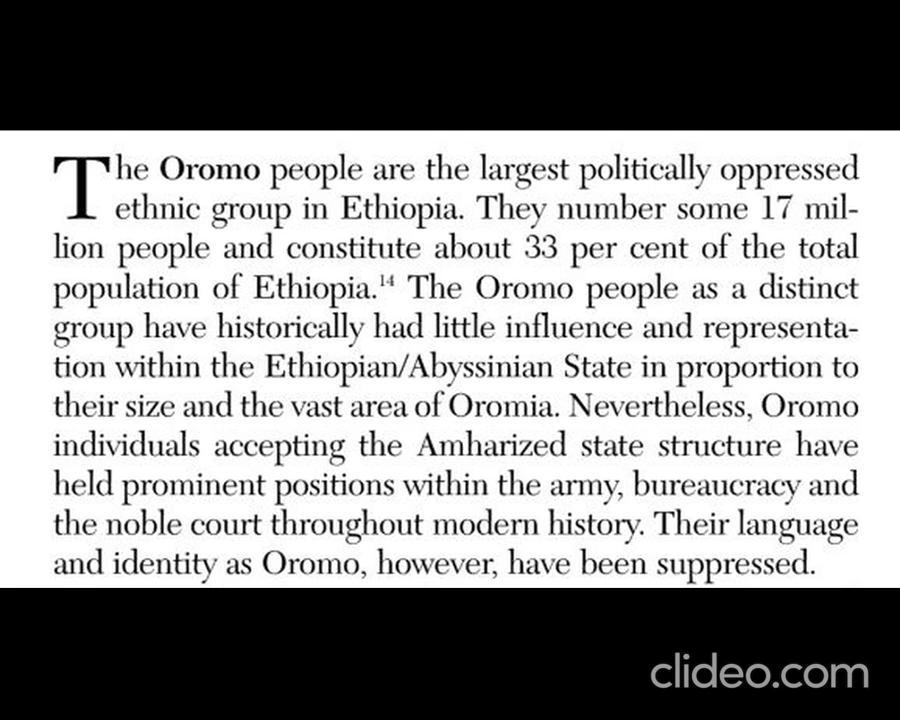 The Oromo people are the largest politically oppressed
ethnic group in Ethiopia. They number some 17 mil-
lion people and constitute about 33 per cent of the total
population of Ethiopia.¹⁴ The Oromo people as a distinct
group have historically had little influence and representa-
tion within the Ethiopian/Abyssinian State in proportion to
their size and the vast area of Oromia. Nevertheless, Oromo
individuals accepting the Amharized state structure have
held prominent positions within the army, bureaucracy and
the noble court throughout modern history. Their language
and identity as Oromo, however, have been suppressed.
clideo.com